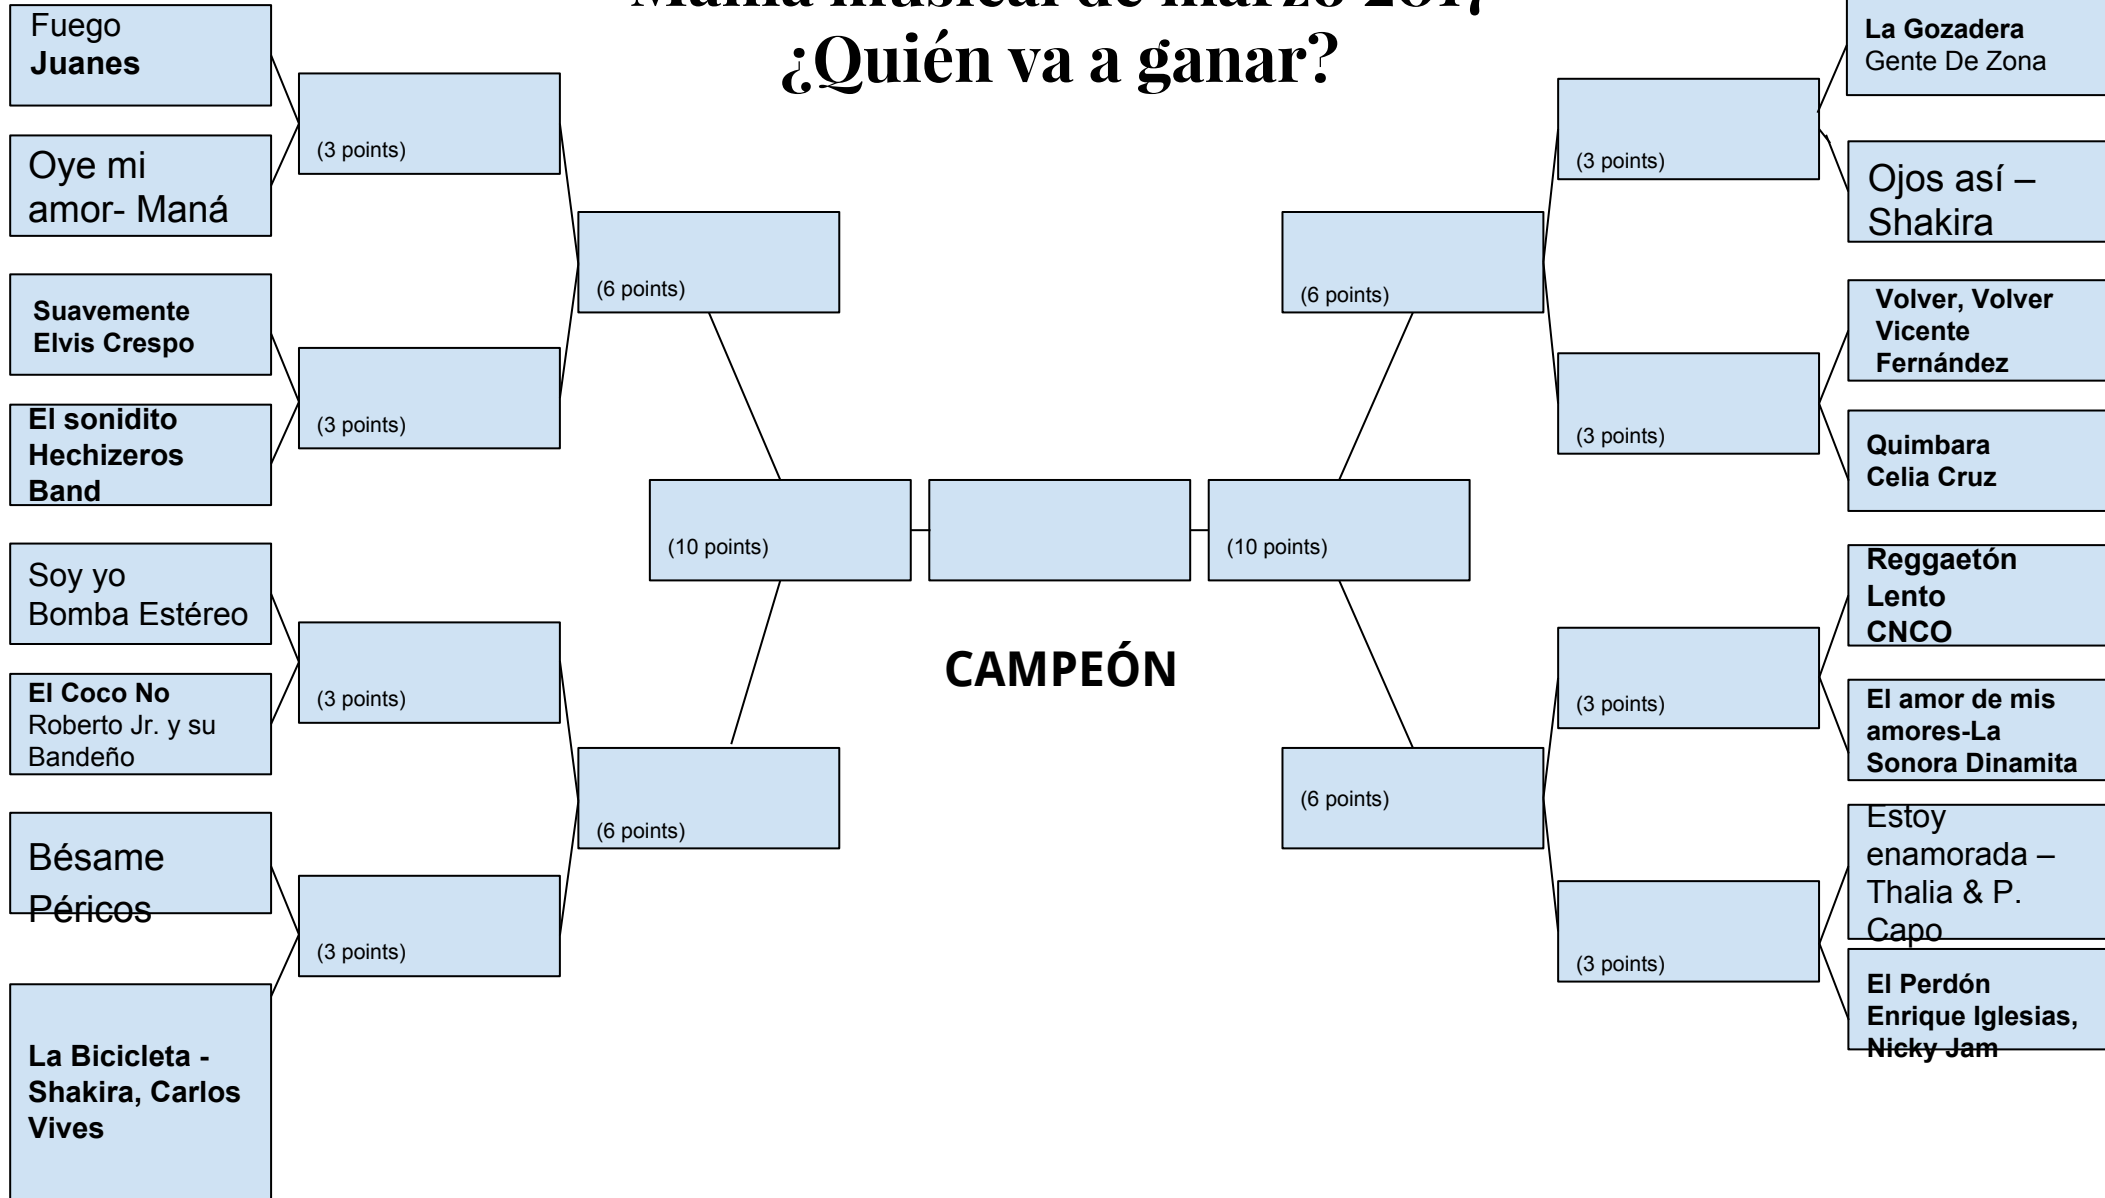 Manía musical de marzo 2017
¿Quién va a ganar?
Fuego
Juanes
Oye mi
amor- Maná
Suavemente
Elvis Crespo
El sonidito
Hechizeros
Band
Soy yo
Bomba Estéreo
El Coco No
Roberto Jr. y su
Bandeño
Bésame
Péricos
La Bicicleta -
Shakira, Carlos
Vives
(3 points)
(3 points)
(3 points)
(3 points)
(6 points)
(6 points)
(10 points)
(10 points)
CAMPEÓN
(6 points)
(6 points)
(3 points)
(3 points)
(3 points)
(3 points)
La Gozadera
Gente De Zona
Ojos así –
Shakira
Volver, Volver
Vicente
Fernández
Quimbara
Celia Cruz
Reggaetón
Lento
CNCO
El amor de mis
amores-La
Sonora Dinamita
Estoy
enamorada –
Thalia & P.
Capo
El Perdón
Enrique Iglesias,
Nicky Jam